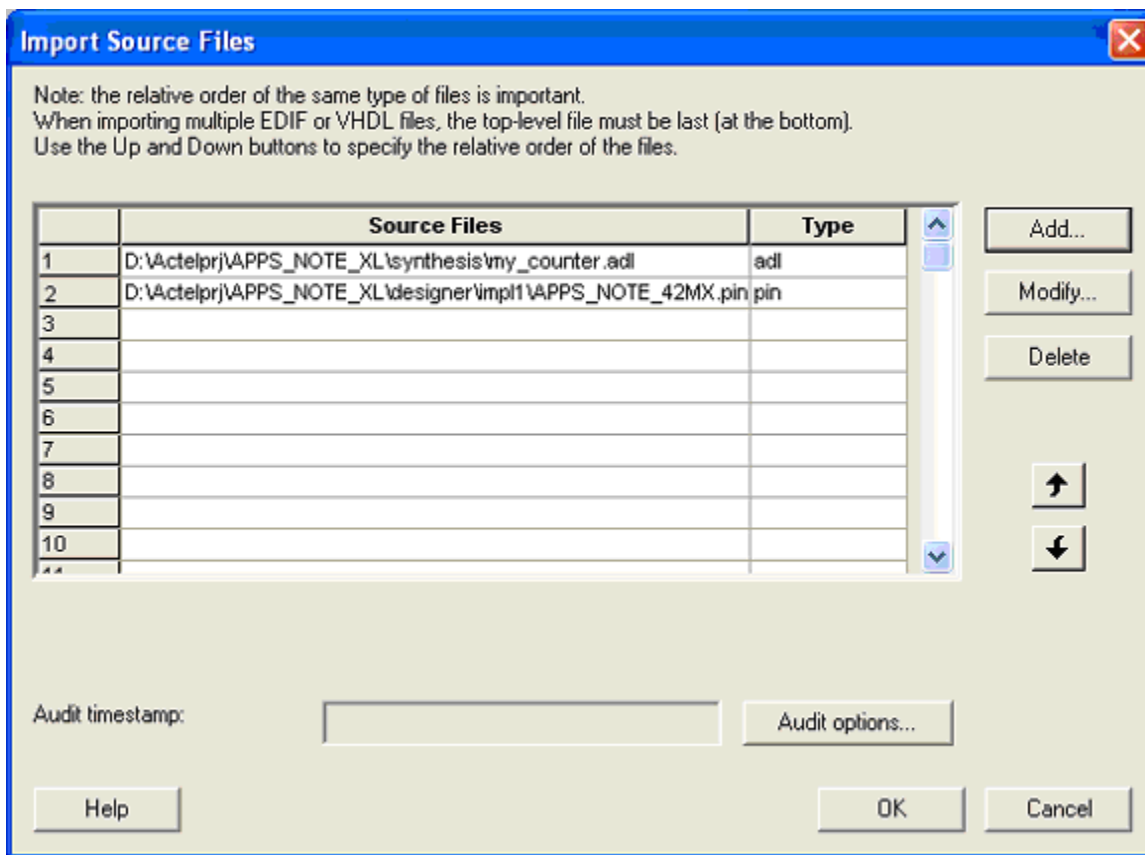 Import Source Files
Note: the relative order of the same type of files is important.
When importing multiple EDIF or VHDL files, the top-level file must be last (at the bottom).
Use the Up and Down buttons to specify the relative order of the files.
Source Files Type
1 D:\Actelprj\APPS_NOTE_XL\synthesis\my_counter.adl adl
2 D:\Actelprj\APPS_NOTE_XL\designer\impl1\APPS_NOTE_42MX.pin pin
3
4
5
6
7
8
9
10
11
Add...
Modify...
Delete
Audit timestamp:
Audit options...
Help
OK
Cancel